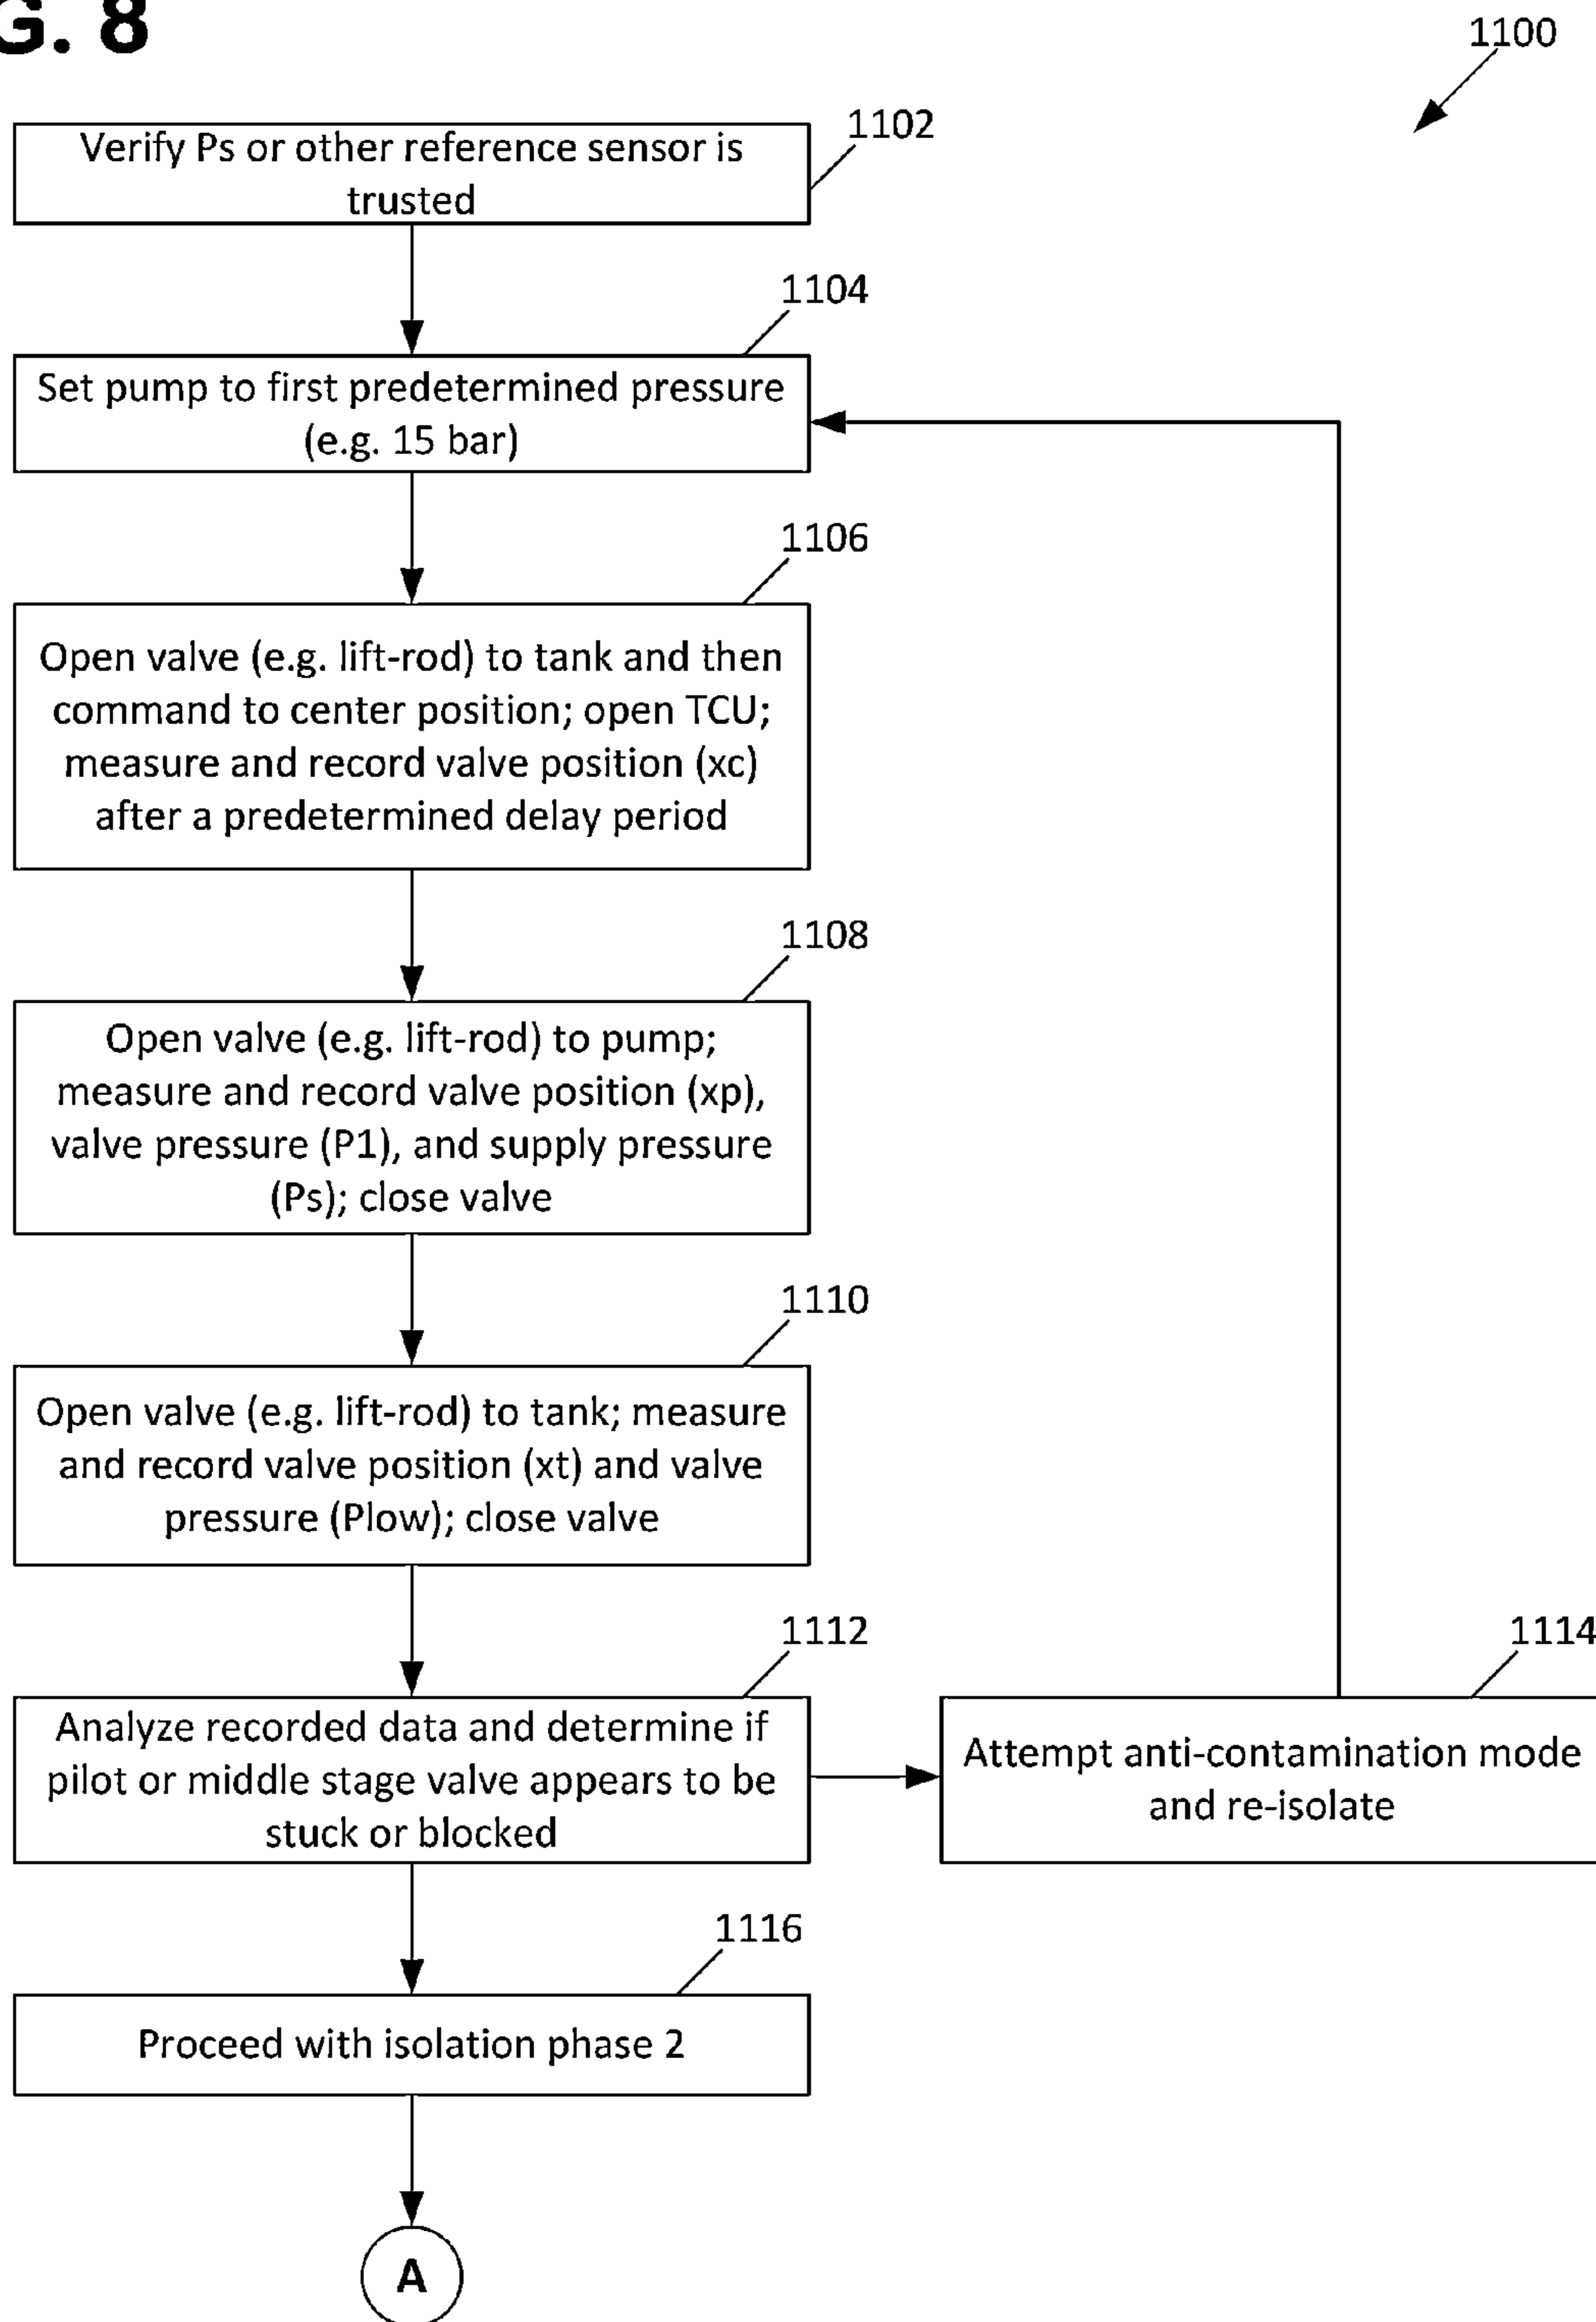 G. 8
1100
1102
Verify Ps or other reference sensor is
trusted
1104
Set pump to first predetermined pressure
(e.g. 15 bar)
1106
Open valve (e.g. lift-rod) to tank and then
command to center position; open TCU;
measure and record valve position (xc)
after a predetermined delay period
1108
Open valve (e.g. lift-rod) to pump;
measure and record valve position (xp),
valve pressure (P1), and supply pressure
(Ps); close valve
1110
Open valve (e.g. lift-rod) to tank; measure
and record valve position (xt) and valve
pressure (Plow); close valve
1112
Analyze recorded data and determine if
pilot or middle stage valve appears to be
stuck or blocked
1114
Attempt anti-contamination mode
and re-isolate
1116
Proceed with isolation phase 2
A